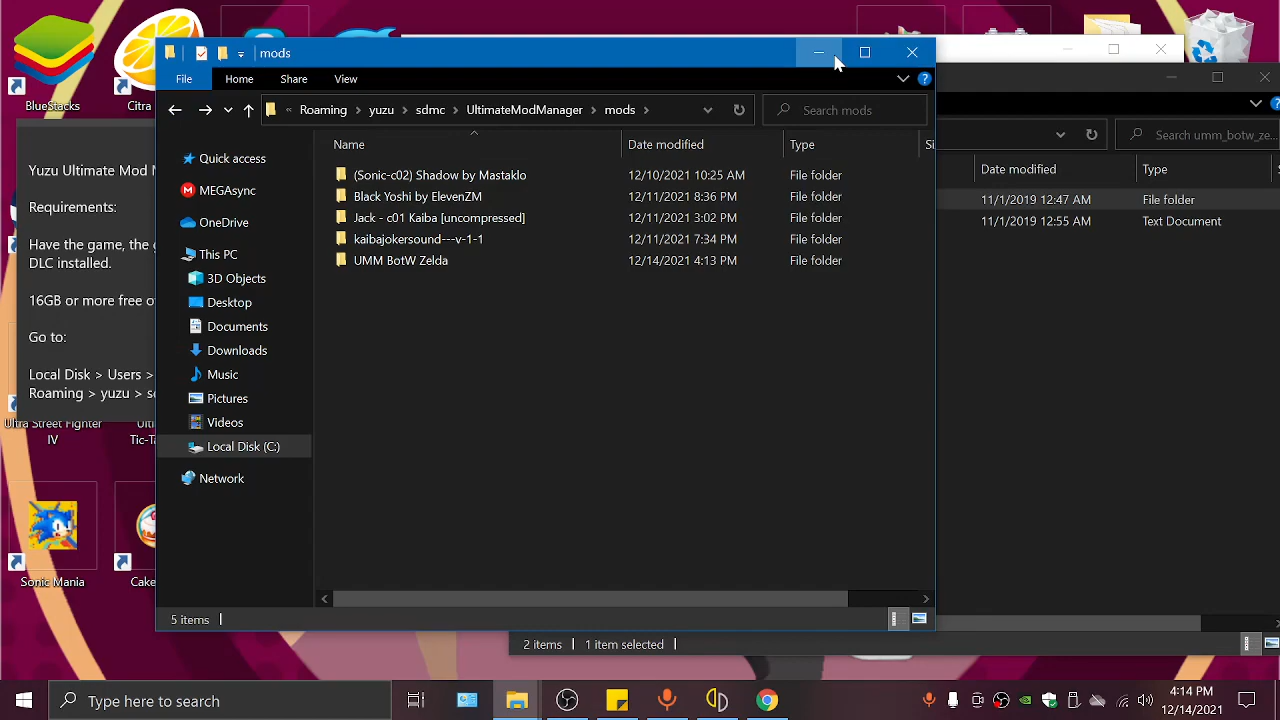 BlueStacks
Citra
mods
File
Home
Share
View
« Roaming > yuzu > sdmc > UltimateModManager > mods >
Search mods
Search umm_botw_ze...
Name
Date modified
Type
Si
Quick access
MEGAsync
OneDrive
This PC
3D Objects
Desktop
Documents
Downloads
Music
Pictures
Videos
Local Disk (C:)
Network
(Sonic-c02) Shadow by Mastaklo 12/10/2021 10:25 AM File folder
Black Yoshi by ElevenZM 12/11/2021 8:36 PM File folder
Jack - c01 Kaiba [uncompressed] 12/11/2021 3:02 PM File folder
kaibajokersound---v-1-1 12/11/2021 7:34 PM File folder
UMM BotW Zelda 12/14/2021 4:13 PM File folder
5 items
Date modified
Type
11/1/2019 12:47 AM File folder
11/1/2019 12:55 AM Text Document
2 items
1 item selected
Yuzu Ultimate Mod M
Requirements:
Have the game, the
DLC installed.
16GB or more free o
Go to:
Local Disk > Users >
Roaming > yuzu > s
Ultra Street Fighter
IV
Ul
Tic-Ta
Sonic Mania
Cake
Type here to search
4:14 PM
12/14/2021